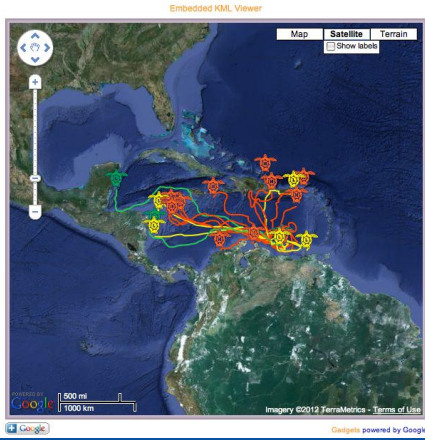 Embedded KML Viewer
Map Satellite Terrain
Show labels
POWERED BY
Google
500 mi
1000 km
Imagery ©2012 TerraMetrics - Terms of Use
Google
Gadgets powered by Google